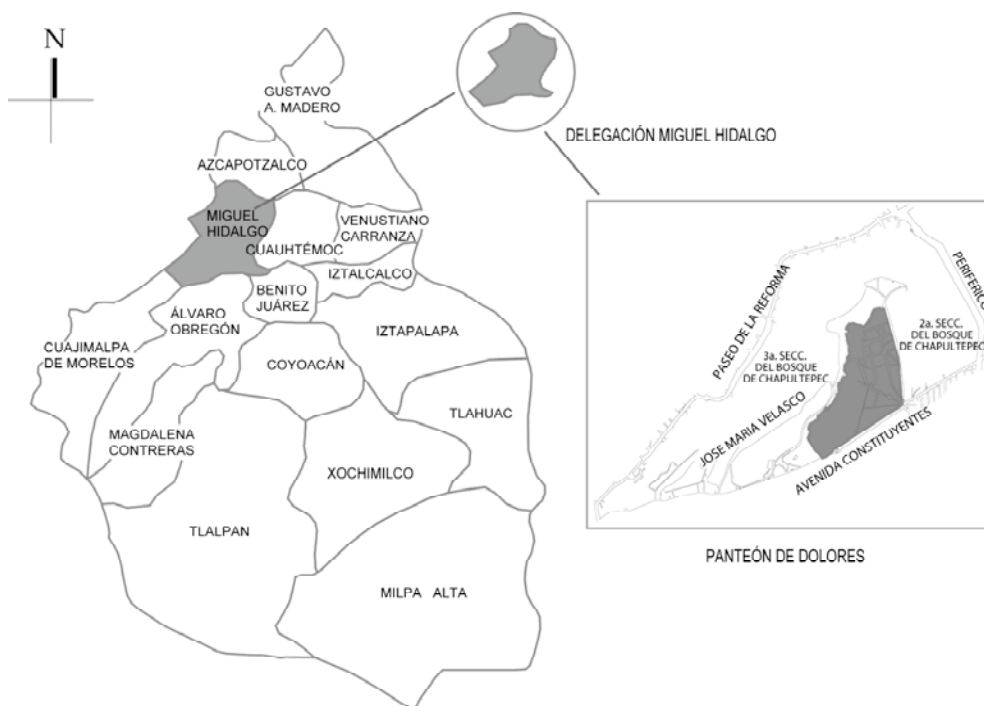 N
GUSTAVO
A. MADERO
AZCAPOTZALCO
MIGUEL
HIDALGO
CUAUHTÉMOC
VENUSTIANO
CARRANZA
IZTALCALCO
BENITO
JUÁREZ
ÁLVARO
OBREGÓN
CUAJIMALPA
DE MORELOS
IZTAPALAPA
COYOACÁN
TLAHUAC
MAGDALENA
CONTRERAS
XOCHIMILCO
TLALPAN
MILPA ALTA
DELEGACIÓN MIGUEL HIDALGO
PASEO DE LA REFORMA
PERIFERICO
2a. SECC.
DEL BOSQUE
DE CHAPULTEPEC
3a. SECC.
DEL BOSQUE
DE CHAPULTEPEC
JOSE MARIA VELASCO
AVENIDA CONSTITUYENTES
PANTEÓN DE DOLORES